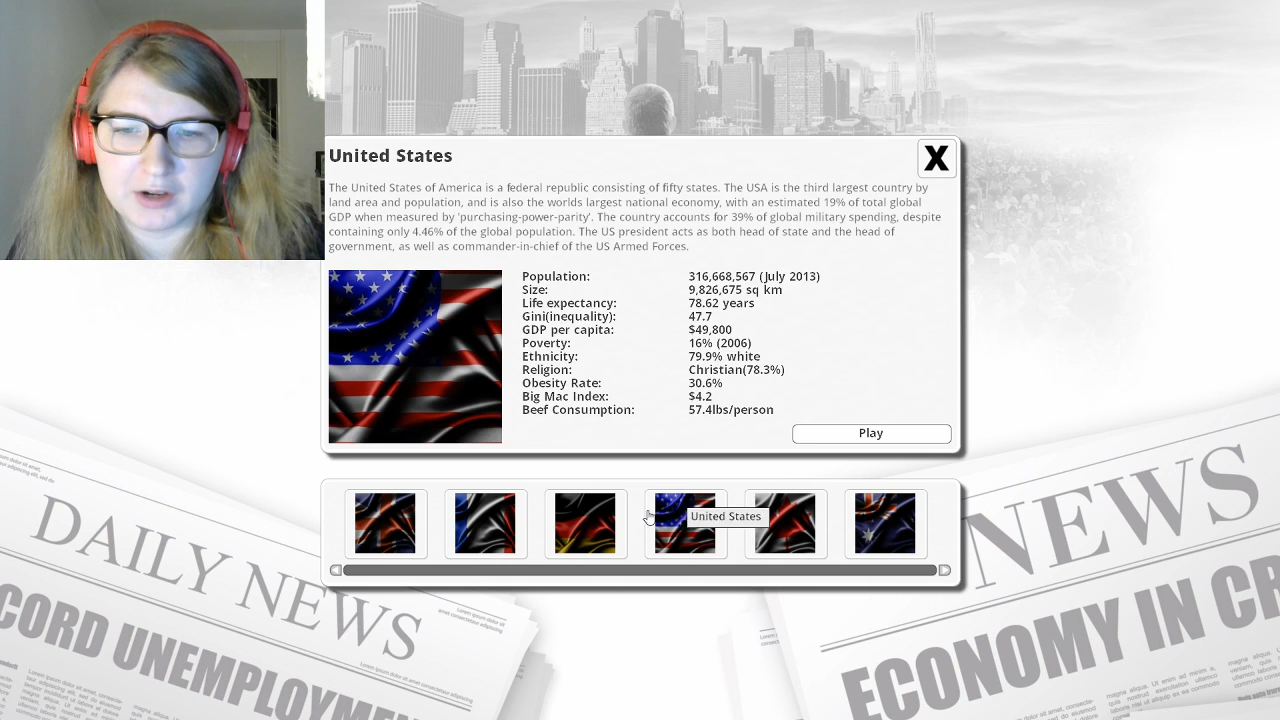 United States
X
The United States of America is a federal republic consisting of fifty states. The USA is the third largest country by
land area and population, and is also the worlds largest national economy, with an estimated 19% of total global
GDP when measured by 'purchasing-power-parity'. The country accounts for 39% of global military spending, despite
containing only 4.46% of the global population. The US president acts as both head of state and the head of
government, as well as commander-in-chief of the US Armed Forces.
Population: 316,668,567 (July 2013)
Size: 9,826,675 sq km
Life expectancy: 78.62 years
Gini(inequality): 47.7
GDP per capita: $49,800
Poverty: 16% (2006)
Ethnicity: 79.9% white
Religion: Christian(78.3%)
Obesity Rate: 30.6%
Big Mac Index: $4.2
Beef Consumption: 57.4lbs/person
Play
United States
DAILY NEWS
CORD UNEMPLOYME
NEWS
ECONOMY IN CR